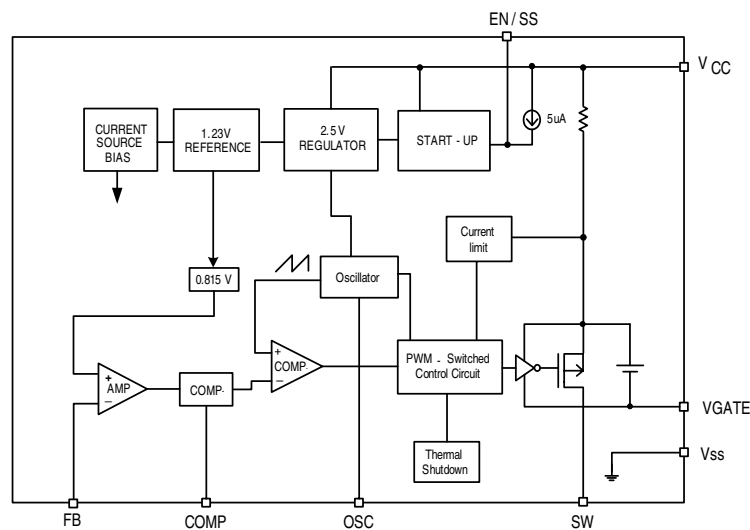 EN / SS
V CC
CURRENT
SOURCE
BIAS
1.23V
REFERENCE
2.5V
REGULATOR
START - UP
5uA
Current
limit
0.815 V
Oscillator
+
AMP
–
COMP.
+
COMP.
–
PWM - Switched
Control Circuit
VGATE
Thermal
Shutdown
Vss
FB
COMP
OSC
SW